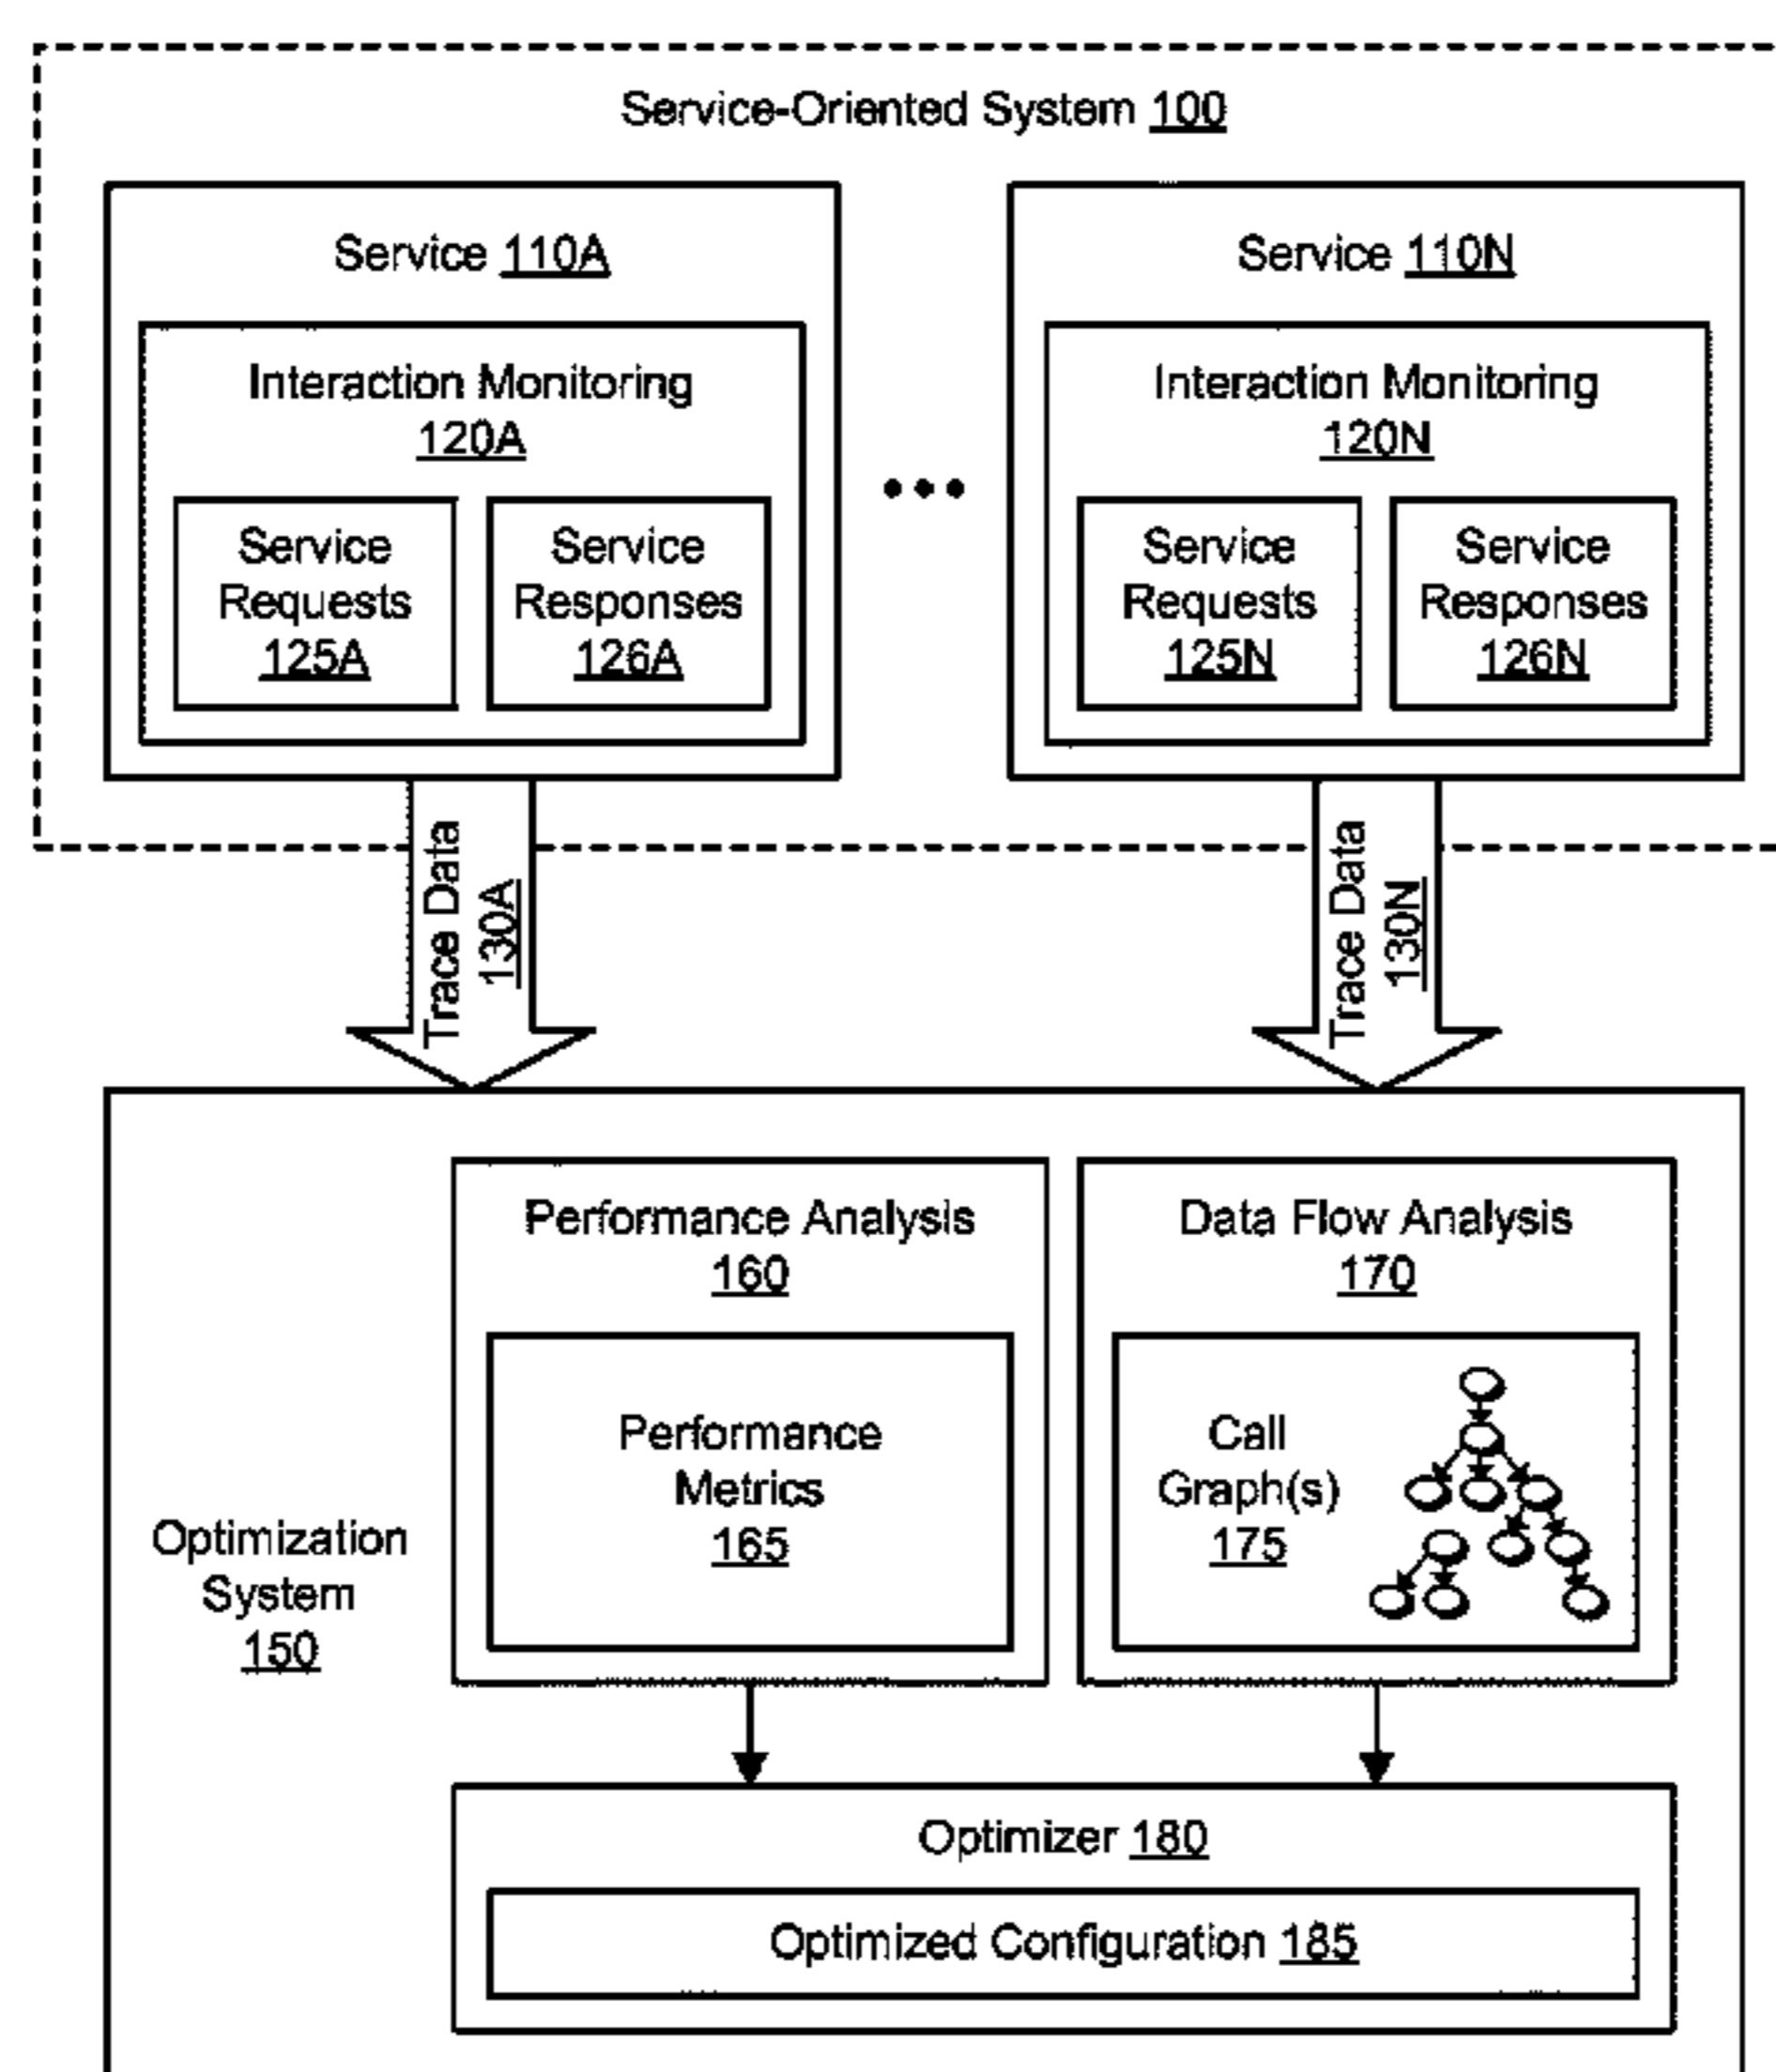 Service-Oriented System 100
Service 110A
Interaction Monitoring
120A
Service
Requests
125A
Service
Responses
126A
Service 110N
Interaction Monitoring
120N
Service
Requests
125N
Service
Responses
126N
Trace Data
130A
Trace Data
130N
Optimization
System
150
Performance Analysis
160
Performance
Metrics
165
Data Flow Analysis
170
Call
Graph(s)
175
Optimizer 180
Optimized Configuration 185